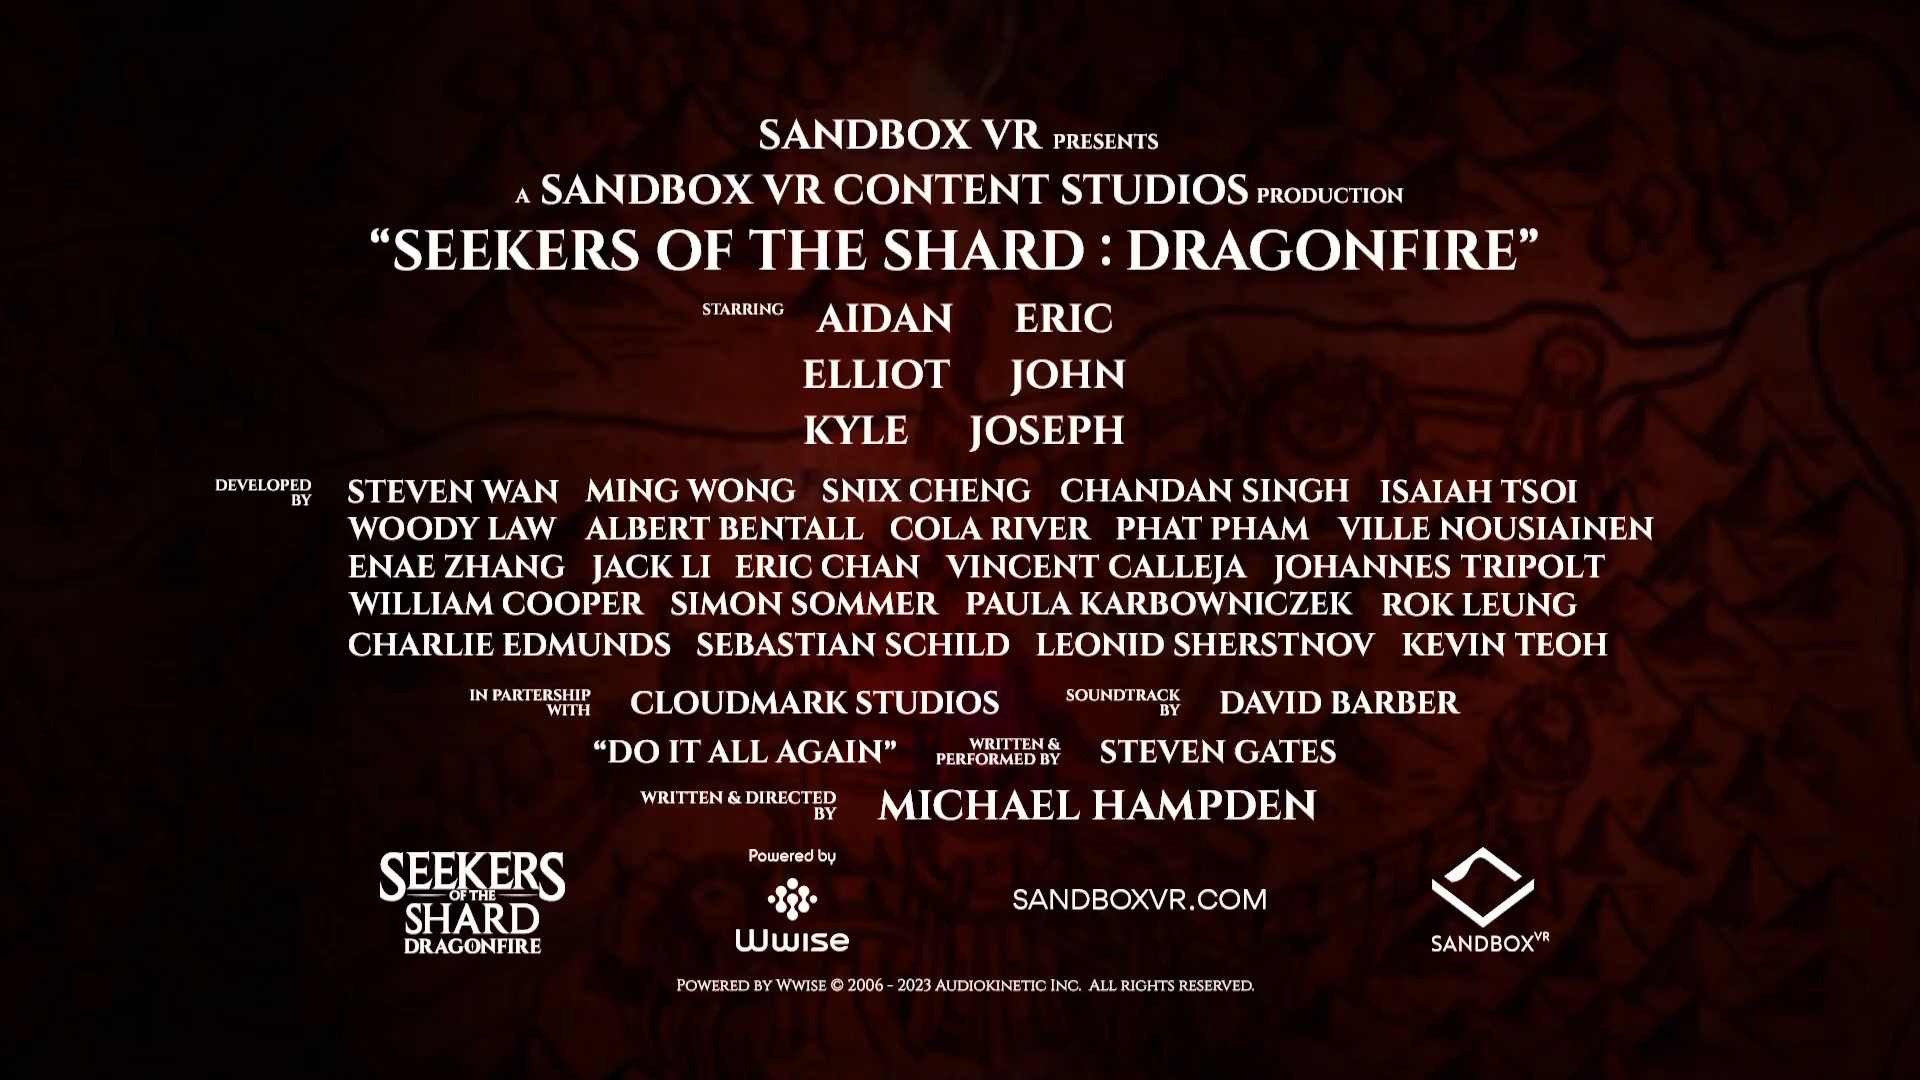 SANDBOX VR PRESENTS
A SANDBOX VR CONTENT STUDIOS PRODUCTION
“SEEKERS OF THE SHARD : DRAGONFIRE”
STARRING AIDAN ERIC
ELLIOT JOHN
KYLE JOSEPH
DEVELOPED BY STEVEN WAN MING WONG SNIX CHENG CHANDAN SINGH ISAIAH TSOI
WOODY LAW ALBERT BENTALL COLA RIVER PHAT PHAM VILLE NOUSIAINEN
ENAE ZHANG JACK LI ERIC CHAN VINCENT CALLEJA JOHANNES TRIPOLT
WILLIAM COOPER SIMON SOMMER PAULA KARBOWNICZEK ROK LEUNG
CHARLIE EDMUNDS SEBASTIAN SCHILD LEONID SHERSTNOV KEVIN TEOH
IN PARTERSHIP WITH CLOUDMARK STUDIOS SOUNDTRACK BY DAVID BARBER
“DO IT ALL AGAIN” WRITTEN & PERFORMED BY STEVEN GATES
WRITTEN & DIRECTED BY MICHAEL HAMPDEN
SEEKERS
OF THE
SHARD
DRAGONFIRE
Powered by
Wwise
SANDBOXVR.COM
SANDBOXVR
POWERED BY WWISE © 2006 - 2023 AUDIOKINETIC INC. ALL RIGHTS RESERVED.